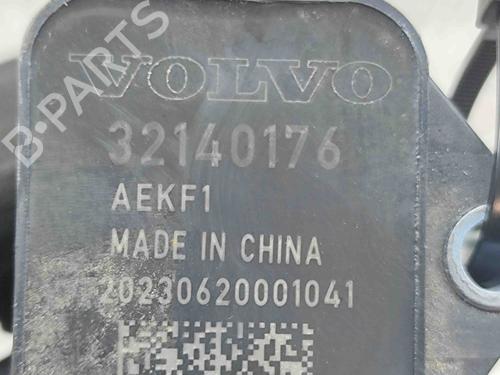 VOLVO
32140176
AEKF1
MADE IN CHINA
20230620001041
B-PARTS